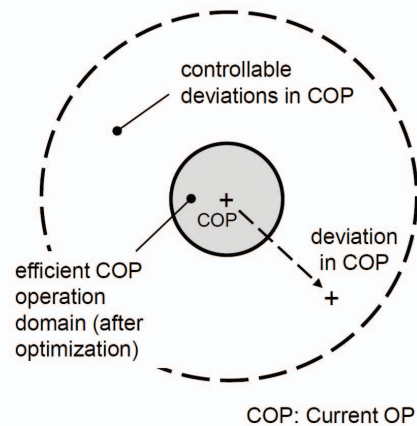 controllable
deviations in COP
COP
deviation
in COP
efficient COP
operation
domain (after
optimization)
COP: Current OP